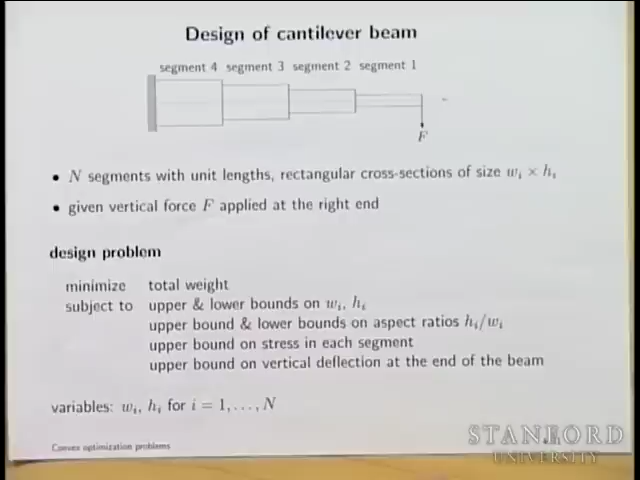 Design of cantilever beam
segment 4 segment 3 segment 2 segment 1
F
• N segments with unit lengths, rectangular cross-sections of size wᵢ × hᵢ
• given vertical force F applied at the right end
design problem
minimize total weight
subject to upper & lower bounds on wᵢ, hᵢ
upper bound & lower bounds on aspect ratios hᵢ/wᵢ
upper bound on stress in each segment
upper bound on vertical deflection at the end of the beam
variables: wᵢ, hᵢ for i = 1, . . . , N
Convex optimization problems
STANFORD
UNIVERSITY